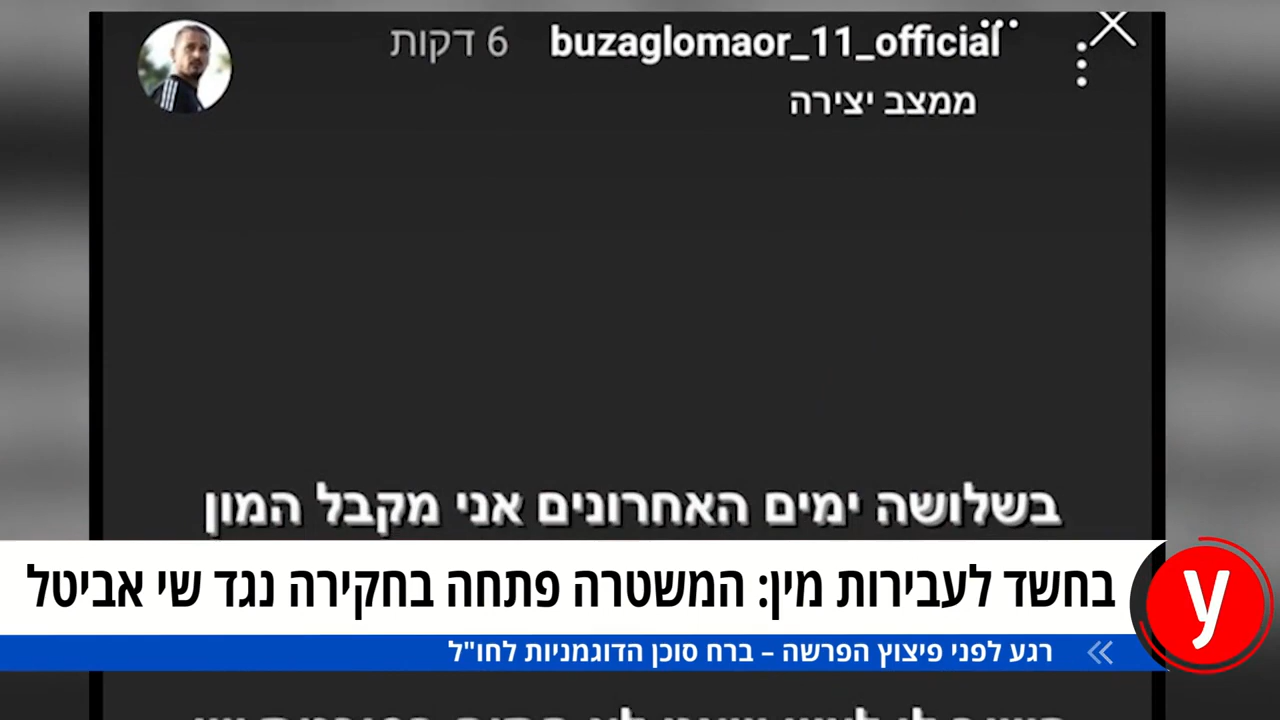 buzaglomaor_11_official 6 דקות
ממצב יצירה
בשלושה ימים האחרונים אני מקבל המון
בחשד לעבירות מין: המשטרה פתחה בחקירה נגד שי אביטל
רגע לפני פיצוץ הפרשה – ברח סוכן הדוגמניות לחו"ל
y